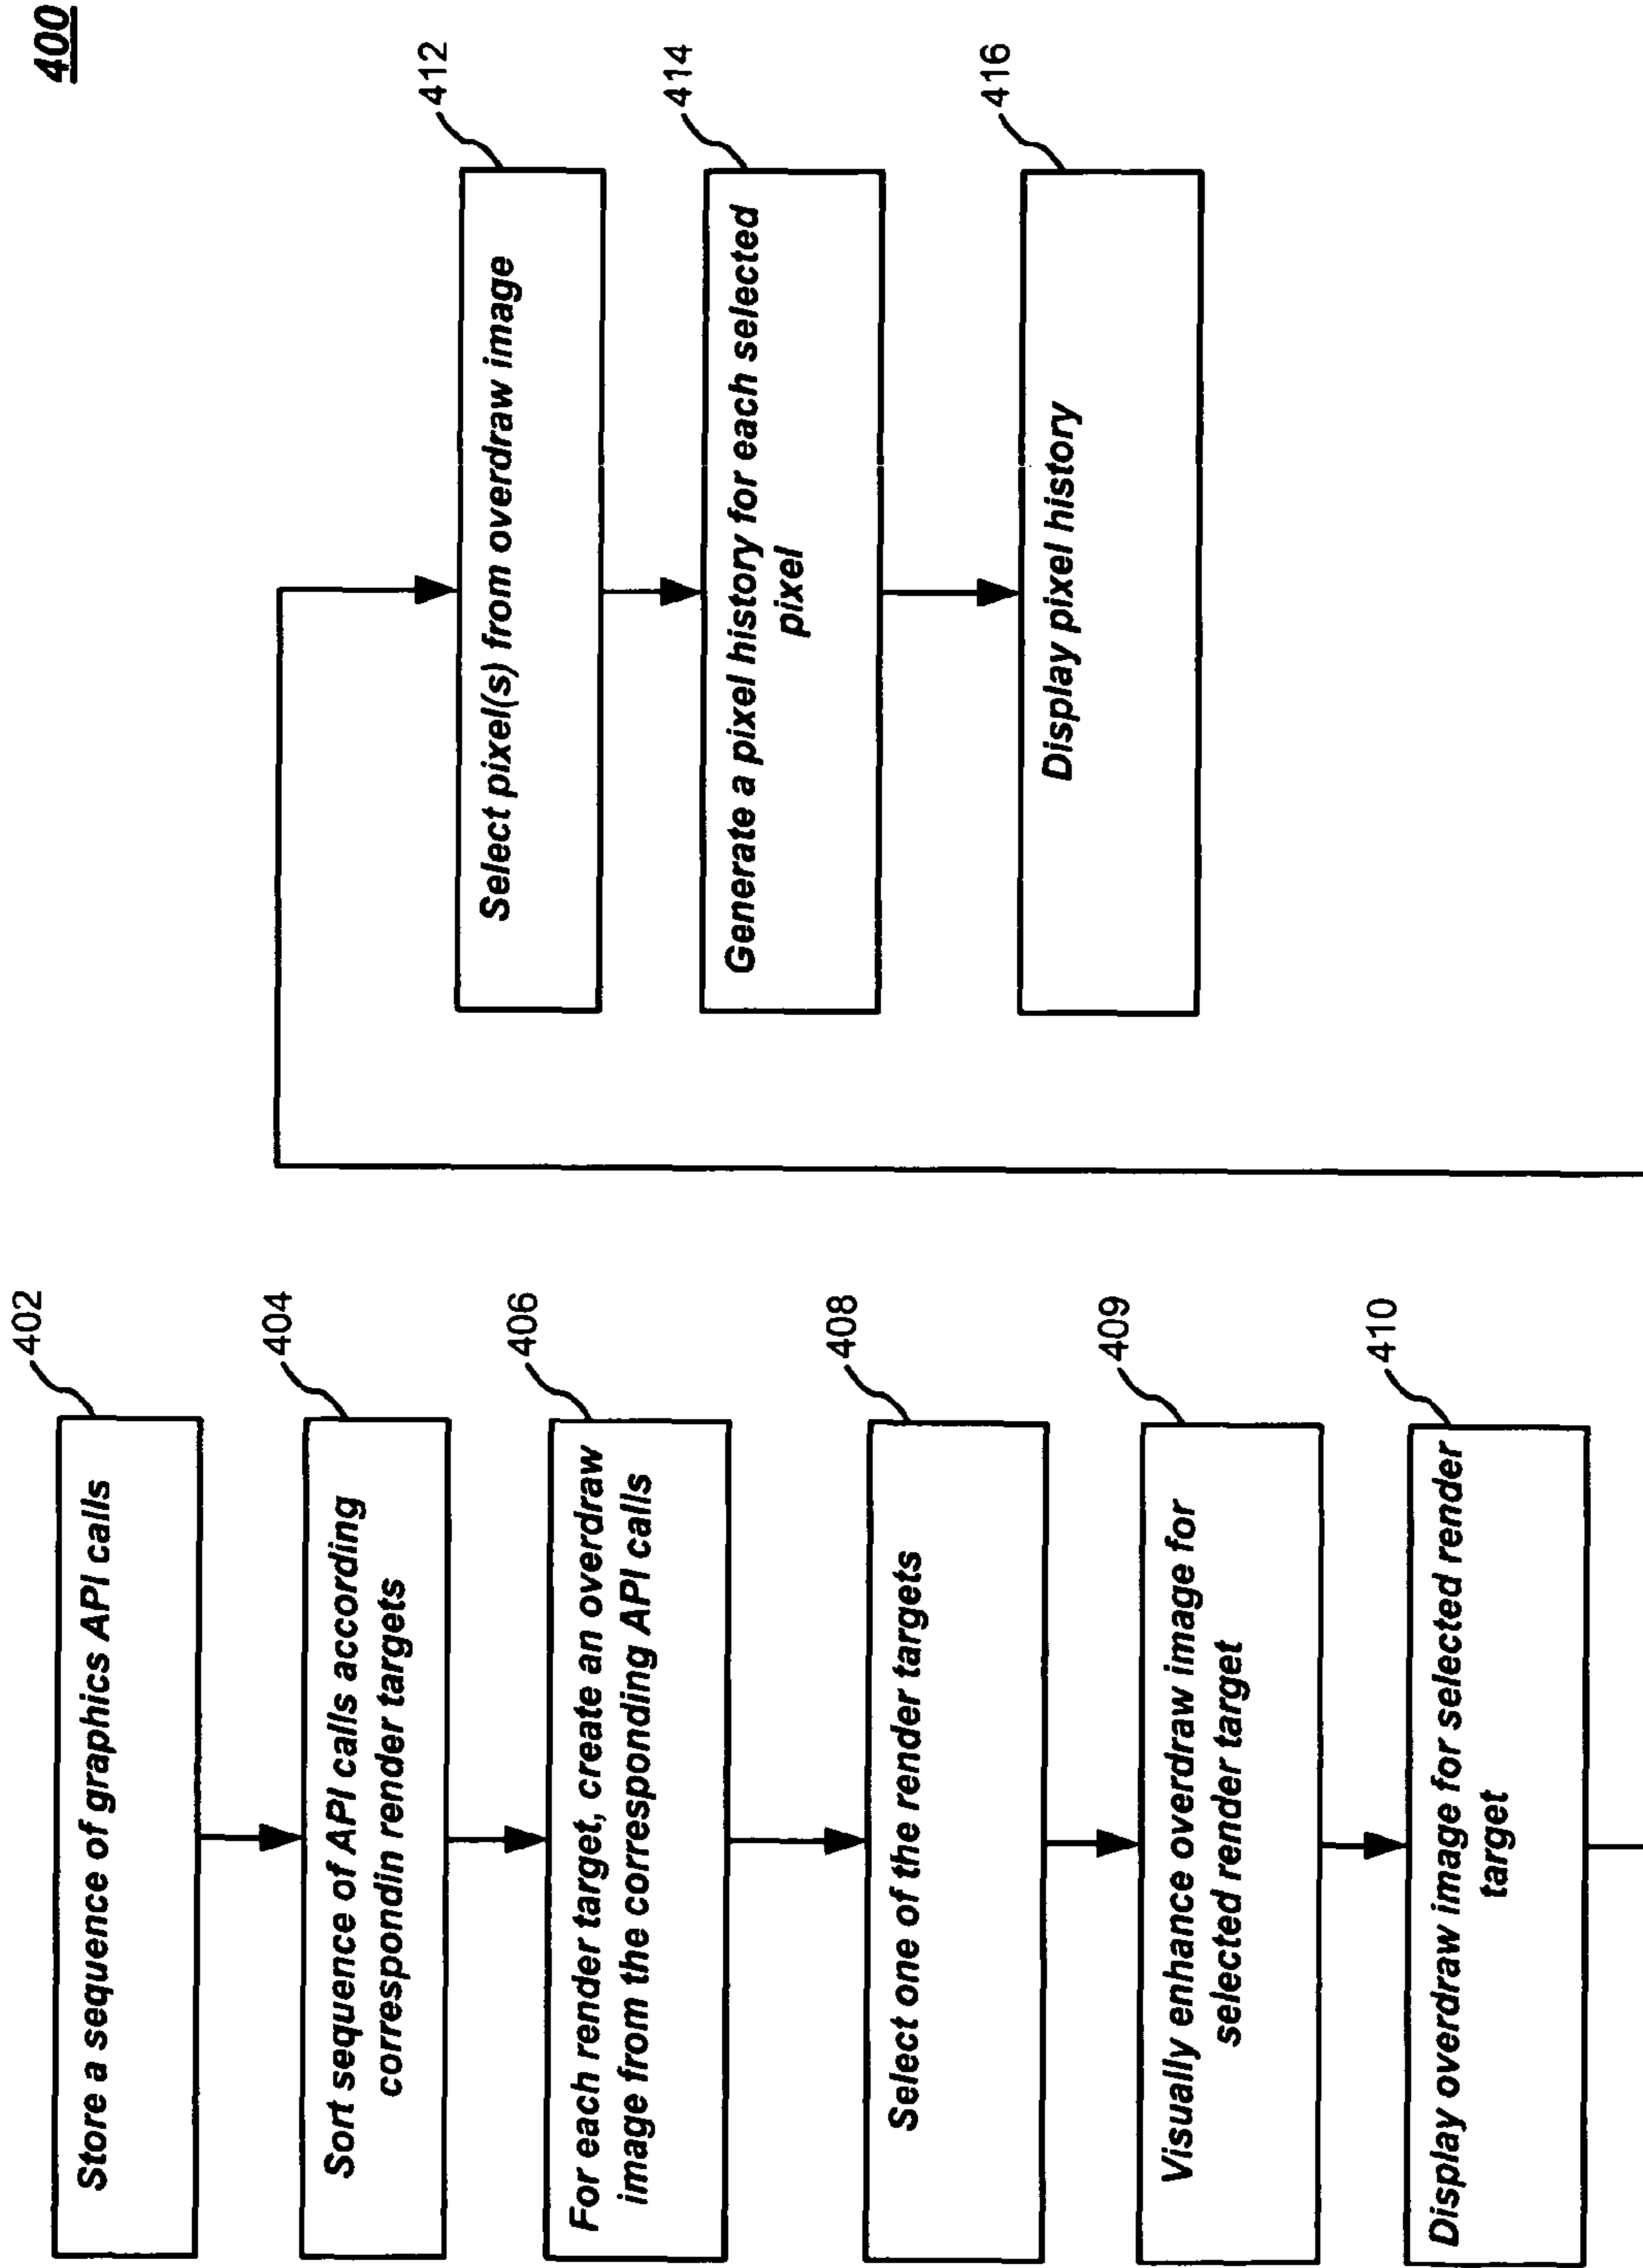 400
402
Store a sequence of graphics API calls
404
Sort sequence of API calls according
correspondin render targets
406
For each render target, create an overdraw
image from the corresponding API calls
408
Select one of the render targets
409
Visually enhance overdraw image for
selected render target
410
Display overdraw image for selected render
target
412
Select pixel(s) from overdraw image
414
Generate a pixel history for each selected
pixel
416
Display pixel history